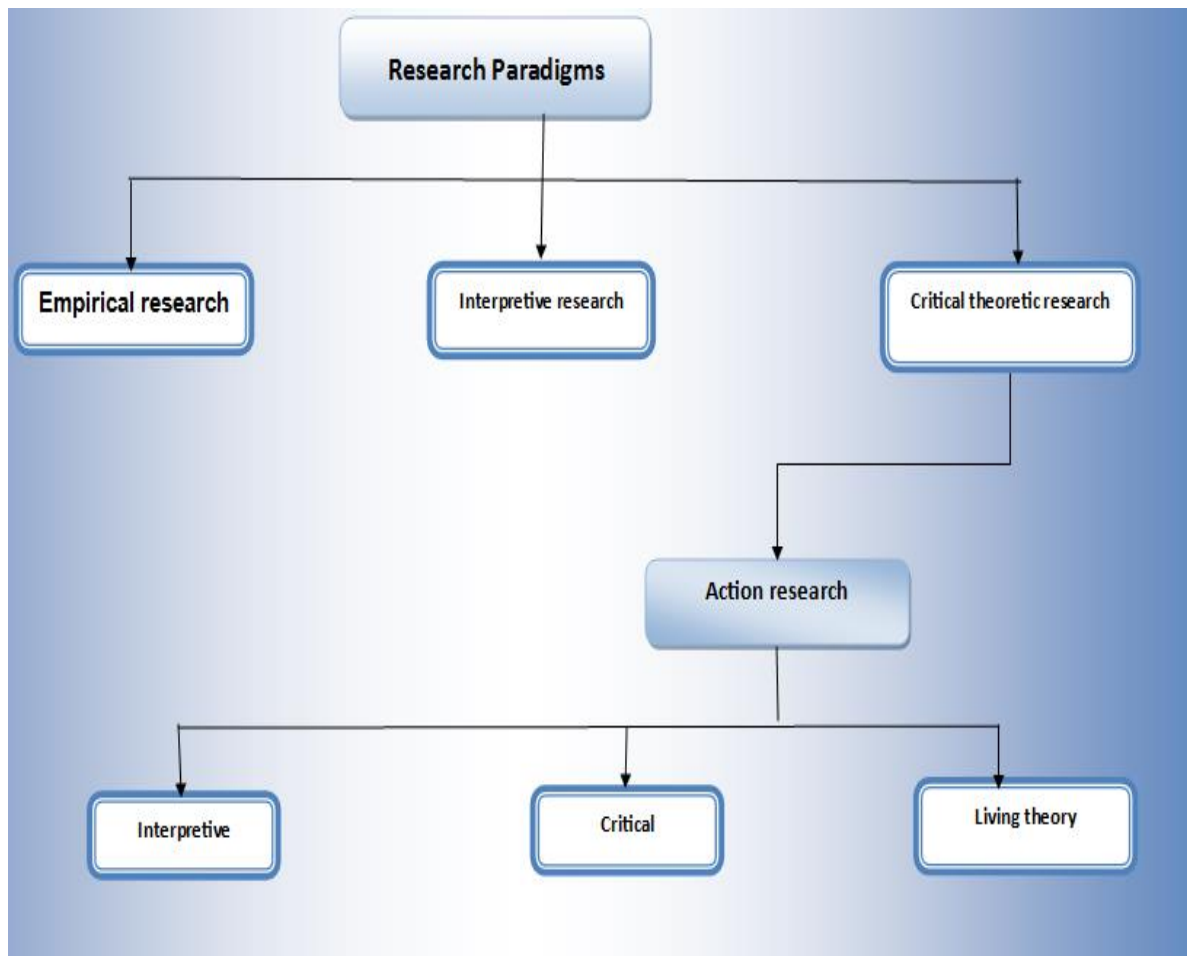 Research Paradigms
Empirical research
Interpretive research
Critical theoretic research
Action research
Interpretive
Critical
Living theory